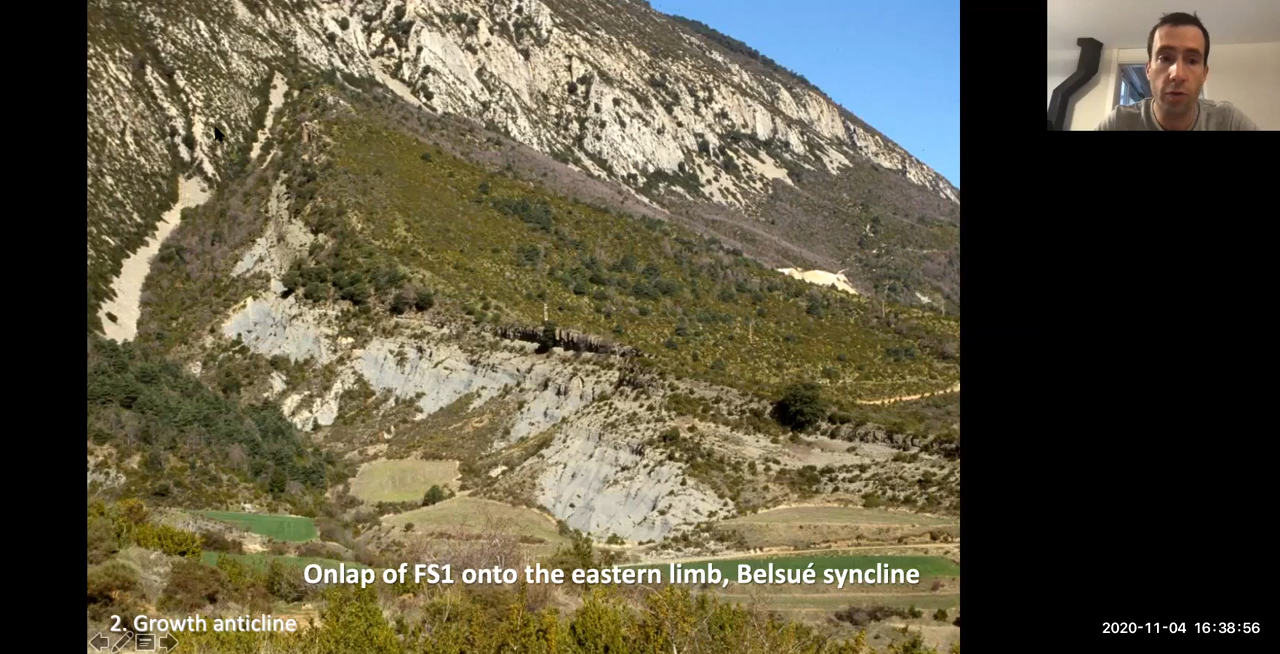 Onlap of FS1 onto the eastern limb, Belsué syncline
2. Growth anticline
2020-11-04 16:38:56